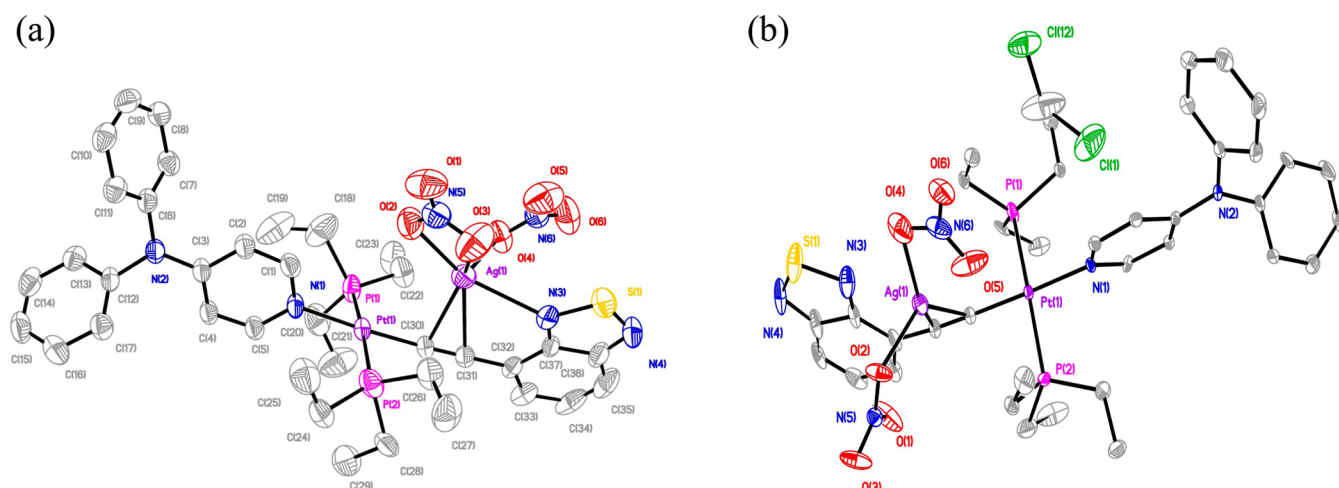 (a)
C(9)
C(8)
C(10)
C(7)
C(11)
C(6)
C(2)
C(3)
C(1)
C(13)
N(2)
C(14)
C(12)
C(15)
C(17)
C(16)
C(4)
C(5)
N(1)
C(20)
C(19)
C(18)
C(23)
C(22)
P(1)
Pt(1)
C(21)
C(30)
O(1)
N(5)
O(2)
O(3)
O(5)
O(6)
N(6)
O(4)
Ag(1)
N(3)
S(1)
N(4)
C(32)
C(37)
C(36)
C(31)
C(35)
C(33)
C(34)
P(2)
C(26)
C(27)
C(25)
C(24)
C(28)
C(29)
(b)
Cl(12)
Cl(1)
O(6)
O(4)
N(6)
P(1)
S(1)
N(3)
O(5)
Ag(1)
N(4)
Pt(1)
N(1)
N(2)
O(2)
P(2)
N(5)
O(1)
O(3)